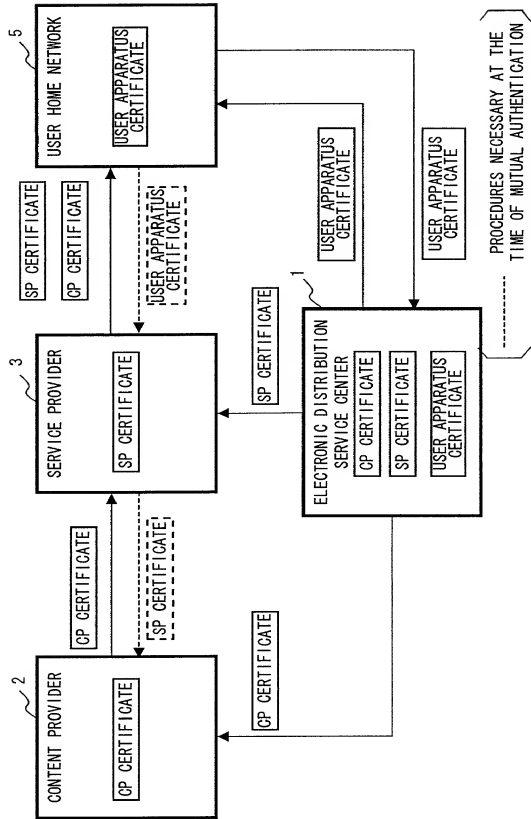 2
CONTENT PROVIDER
CP CERTIFICATE
CP CERTIFICATE
SP CERTIFICATE
3
SERVICE PROVIDER
SP CERTIFICATE
SP CERTIFICATE
CP CERTIFICATE
USER APPARATUS
CERTIFICATE
5
USER HOME NETWORK
USER APPARATUS
CERTIFICATE
CP CERTIFICATE
SP CERTIFICATE
USER APPARATUS
CERTIFICATE
USER APPARATUS
CERTIFICATE
1
ELECTRONIC DISTRIBUTION
SERVICE CENTER
CP CERTIFICATE
SP CERTIFICATE
USER APPARATUS
CERTIFICATE
PROCEDURES NECESSARY AT THE
TIME OF MUTUAL AUTHENTICATION